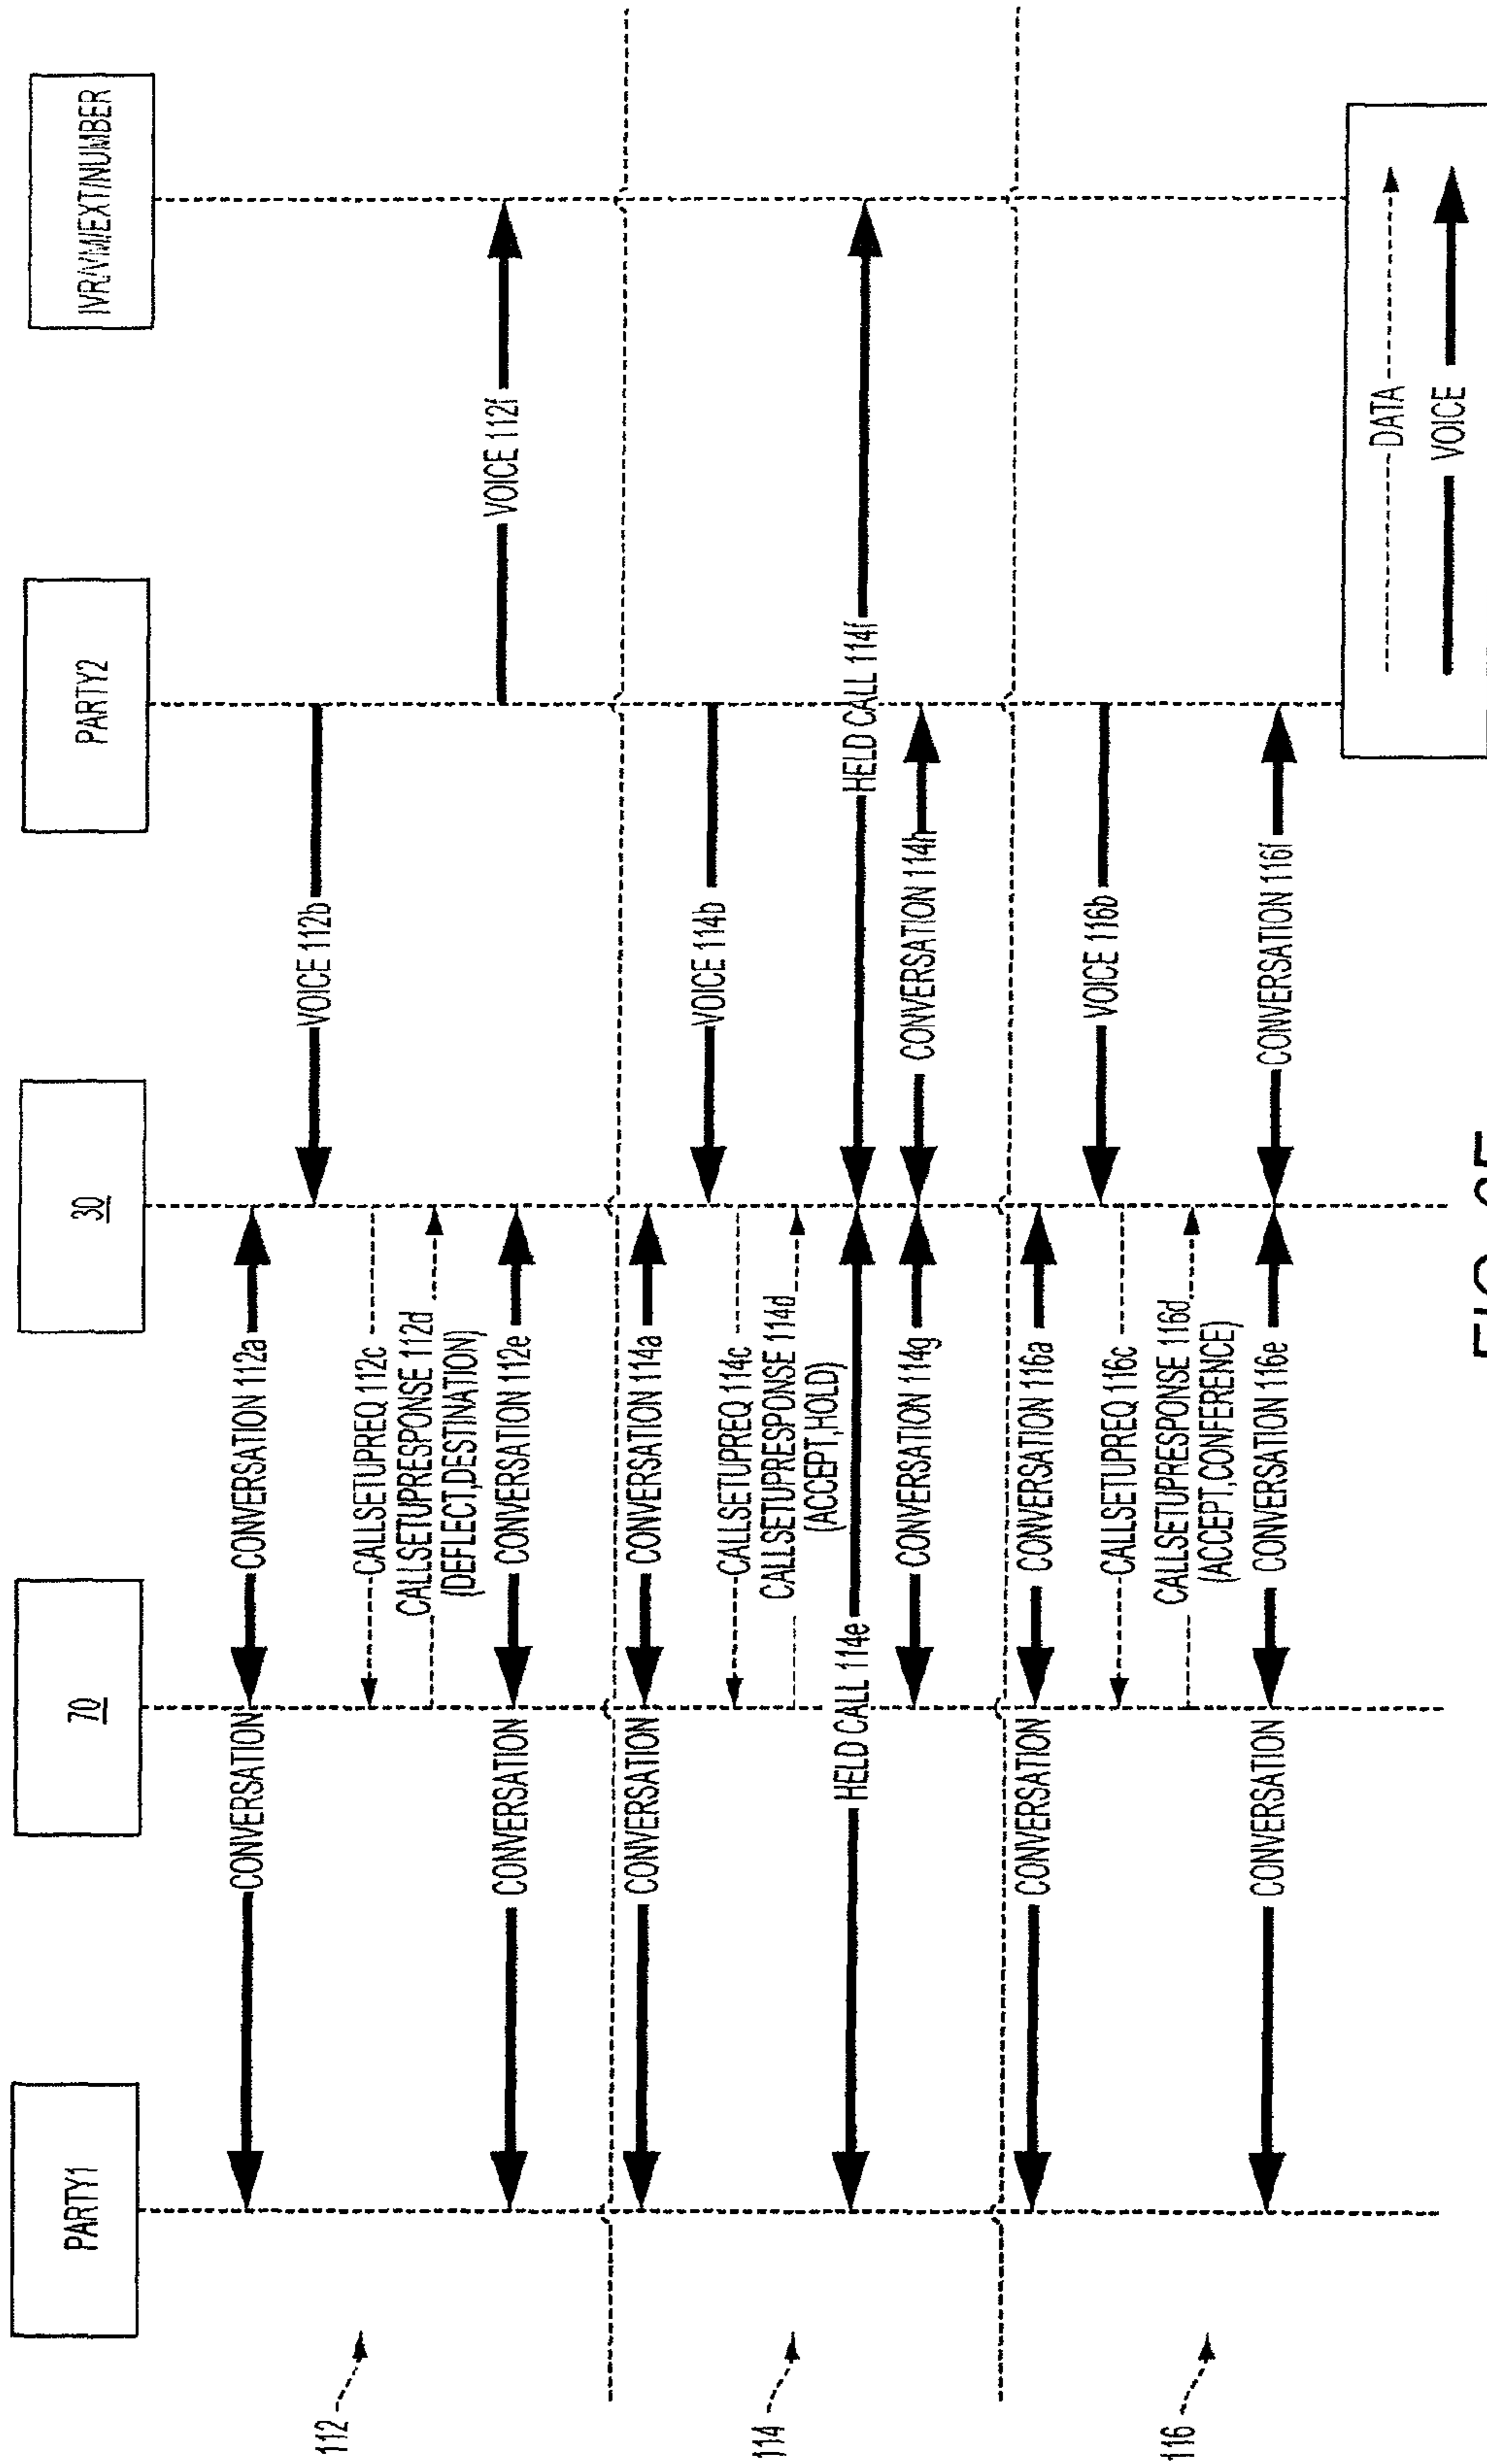 PARTY1
70
30
PARTY2
IVR/VM/EXT/NUMBER
112
CONVERSATION
CONVERSATION 112a
VOICE 112b
CALLSETUPREQ 112c
CALLSETUPRESPONSE 112d
(DEFLECT,DESTINATION)
CONVERSATION
CONVERSATION 112e
VOICE 112f
114
CONVERSATION
CONVERSATION 114a
VOICE 114b
CALLSETUPREQ 114c
CALLSETUPRESPONSE 114d
(ACCEPT,HOLD)
HELD CALL 114e
HELD CALL 114f
CONVERSATION 114g
CONVERSATION 114h
116
CONVERSATION
CONVERSATION 116a
VOICE 116b
CALLSETUPREQ 116c
CALLSETUPRESPONSE 116d
(ACCEPT,CONFERENCE)
CONVERSATION
CONVERSATION 116e
CONVERSATION 116f
DATA
VOICE